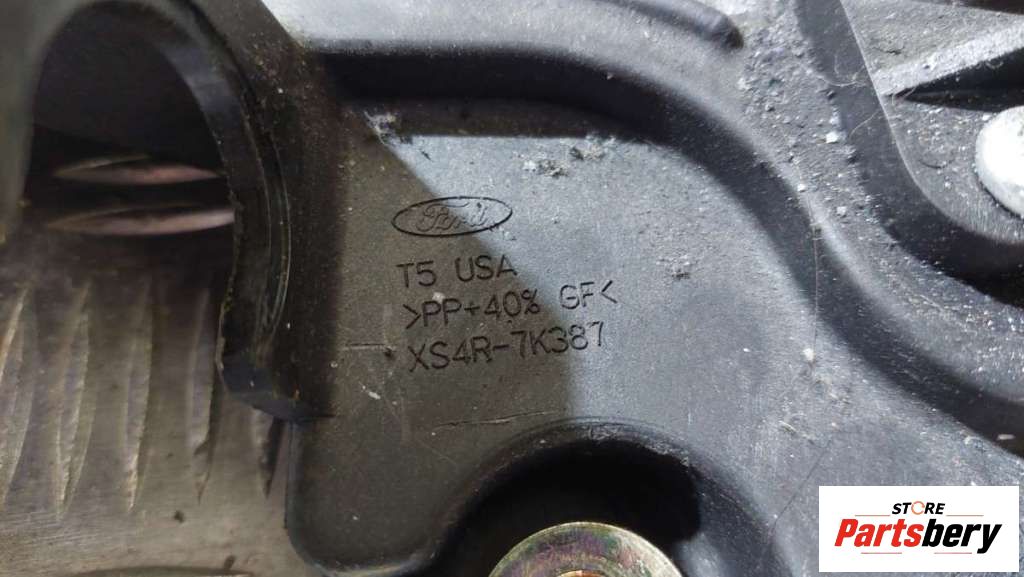 Ford
T5 USA
>PP+40% GF<
XS4R-7K387
STORE
Partsbery